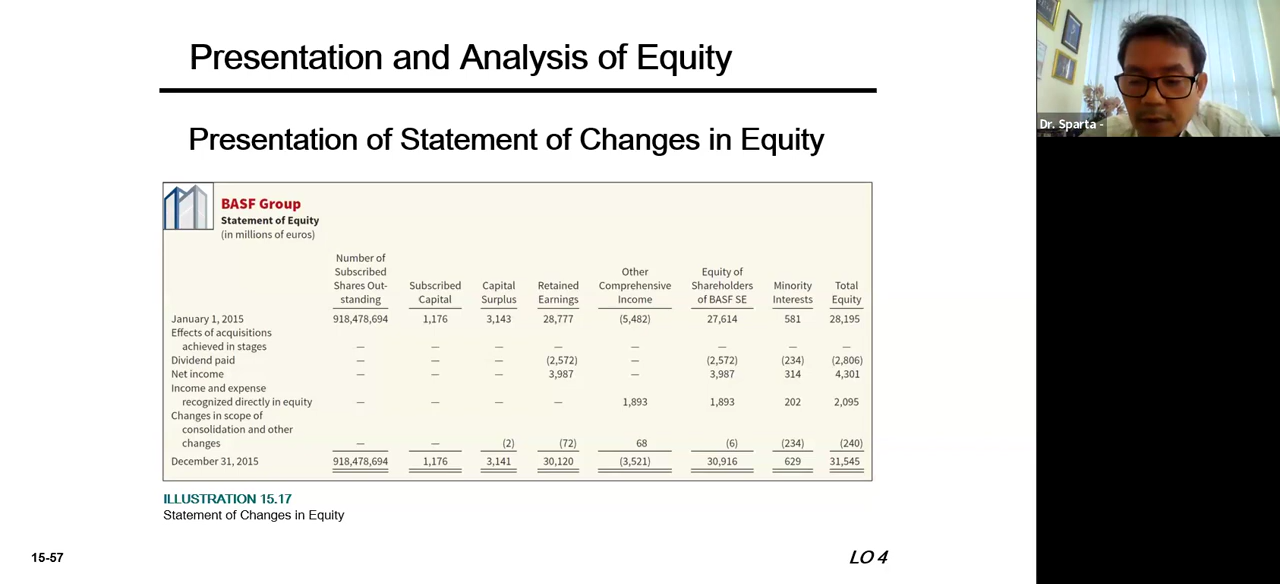 Presentation and Analysis of Equity
Presentation of Statement of Changes in Equity
BASF Group
Statement of Equity
(in millions of euros)
Number of
Subscribed Other Equity of
Shares Out- Subscribed Capital Retained Comprehensive Shareholders Minority Total
standing Capital Surplus Earnings Income of BASF SE Interests Equity
January 1, 2015 918,478,694 1,176 3,143 28,777 (5,482) 27,614 581 28,195
Effects of acquisitions
achieved in stages — — — — — — — —
Dividend paid — — — (2,572) — (2,572) (234) (2,806)
Net income — — — 3,987 — 3,987 314 4,301
Income and expense
recognized directly in equity — — — — 1,893 1,893 202 2,095
Changes in scope of
consolidation and other
changes — — (2) (72) 68 (6) (234) (240)
December 31, 2015 918,478,694 1,176 3,141 30,120 (3,521) 30,916 629 31,545
ILLUSTRATION 15.17
Statement of Changes in Equity
15-57
LO 4
Dr. Sparta -